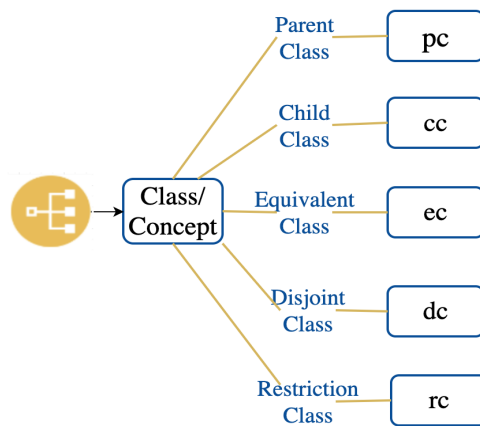 Parent
Class
pc
Child
Class
cc
Class/
Concept
Equivalent
Class
ec
Disjoint
Class
dc
Restriction
Class
rc